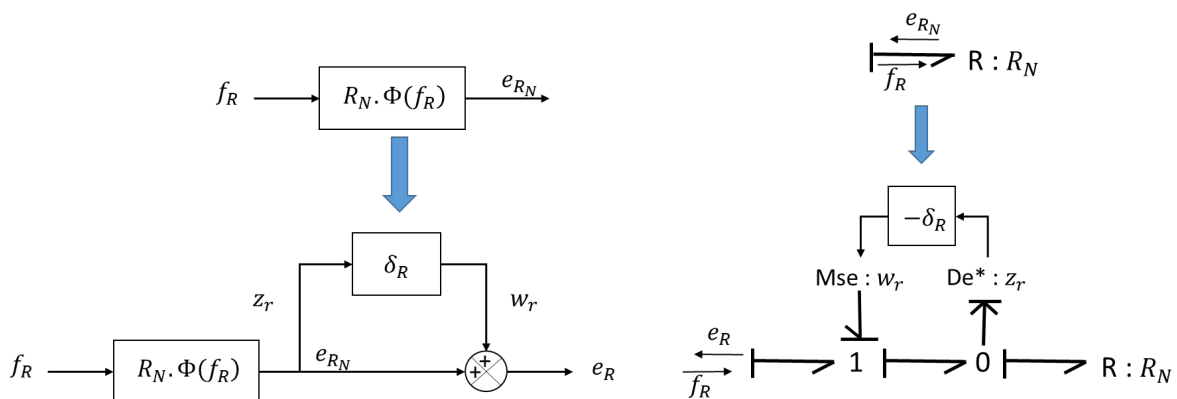 f_R
R_N. Φ(f_R)
e_{R_N}
δ_R
z_r
w_r
f_R
R_N. Φ(f_R)
e_{R_N}
+
+
e_R
e_{R_N}
R : R_N
f_R
−δ_R
Mse : w_r
De* : z_r
e_R
f_R
1
0
R : R_N